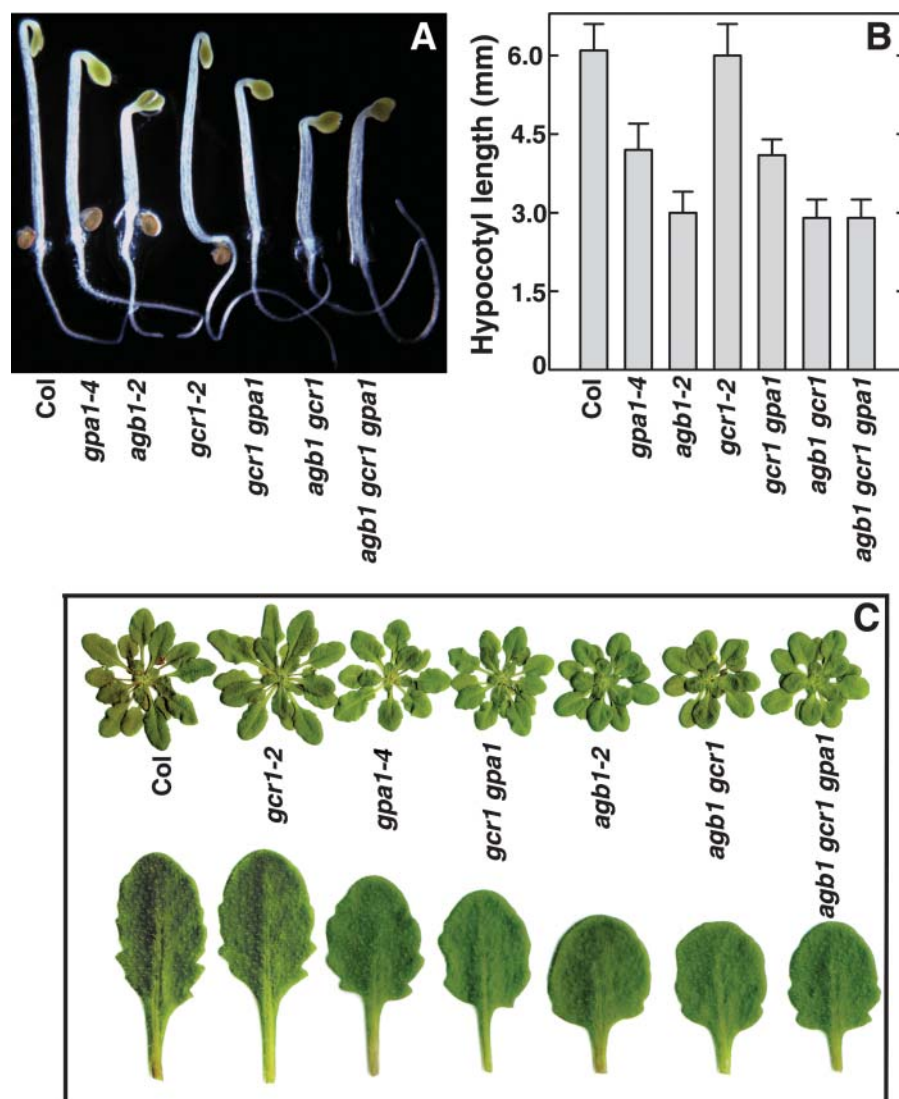 A
Col
gpa1-4
agb1-2
gcr1-2
gcr1 gpa1
agb1 gcr1
agb1 gcr1 gpa1
B
Hypocotyl length (mm)
6.0
4.5
3.0
1.5
0
Col
gpa1-4
agb1-2
gcr1-2
gcr1 gpa1
agb1 gcr1
agb1 gcr1 gpa1
C
Col
gcr1-2
gpa1-4
gcr1 gpa1
agb1-2
agb1 gcr1
agb1 gcr1 gpa1